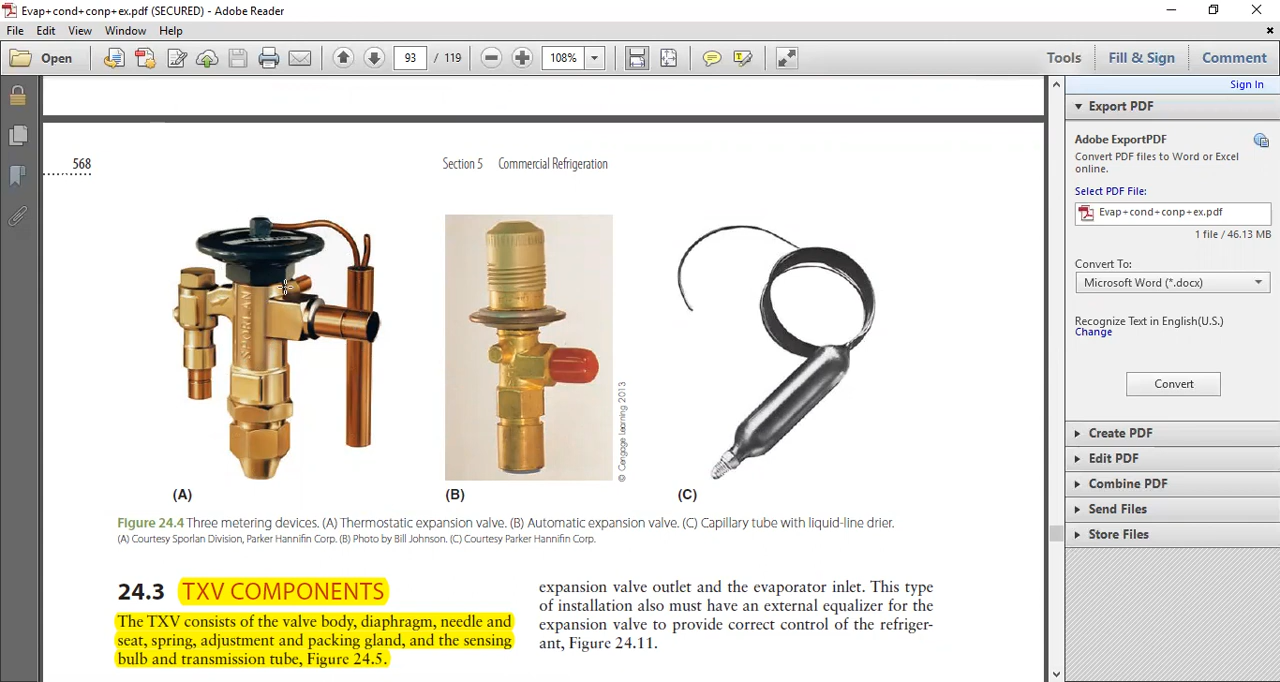 Evap+cond+conp+ex.pdf (SECURED) - Adobe Reader
File Edit View Window Help
Open 93 / 119 108% Tools Fill & Sign Comment
Sign In
Export PDF
Adobe ExportPDF
Convert PDF files to Word or Excel
online.
Select PDF File:
Evap+cond+conp+ex.pdf
1 file / 46.13 MB
Convert To:
Microsoft Word (*.docx)
Recognize Text in English(U.S.)
Change
Convert
Create PDF
Edit PDF
Combine PDF
Send Files
Store Files
568 Section 5 Commercial Refrigeration
SPORLAN
© Cengage Learning 2013
(A) (B) (C)
Figure 24.4 Three metering devices. (A) Thermostatic expansion valve. (B) Automatic expansion valve. (C) Capillary tube with liquid-line drier.
(A) Courtesy Sporlan Division, Parker Hannifin Corp. (B) Photo by Bill Johnson. (C) Courtesy Parker Hannifin Corp.
24.3 TXV COMPONENTS
The TXV consists of the valve body, diaphragm, needle and
seat, spring, adjustment and packing gland, and the sensing
bulb and transmission tube, Figure 24.5.
expansion valve outlet and the evaporator inlet. This type
of installation also must have an external equalizer for the
expansion valve to provide correct control of the refriger-
ant, Figure 24.11.